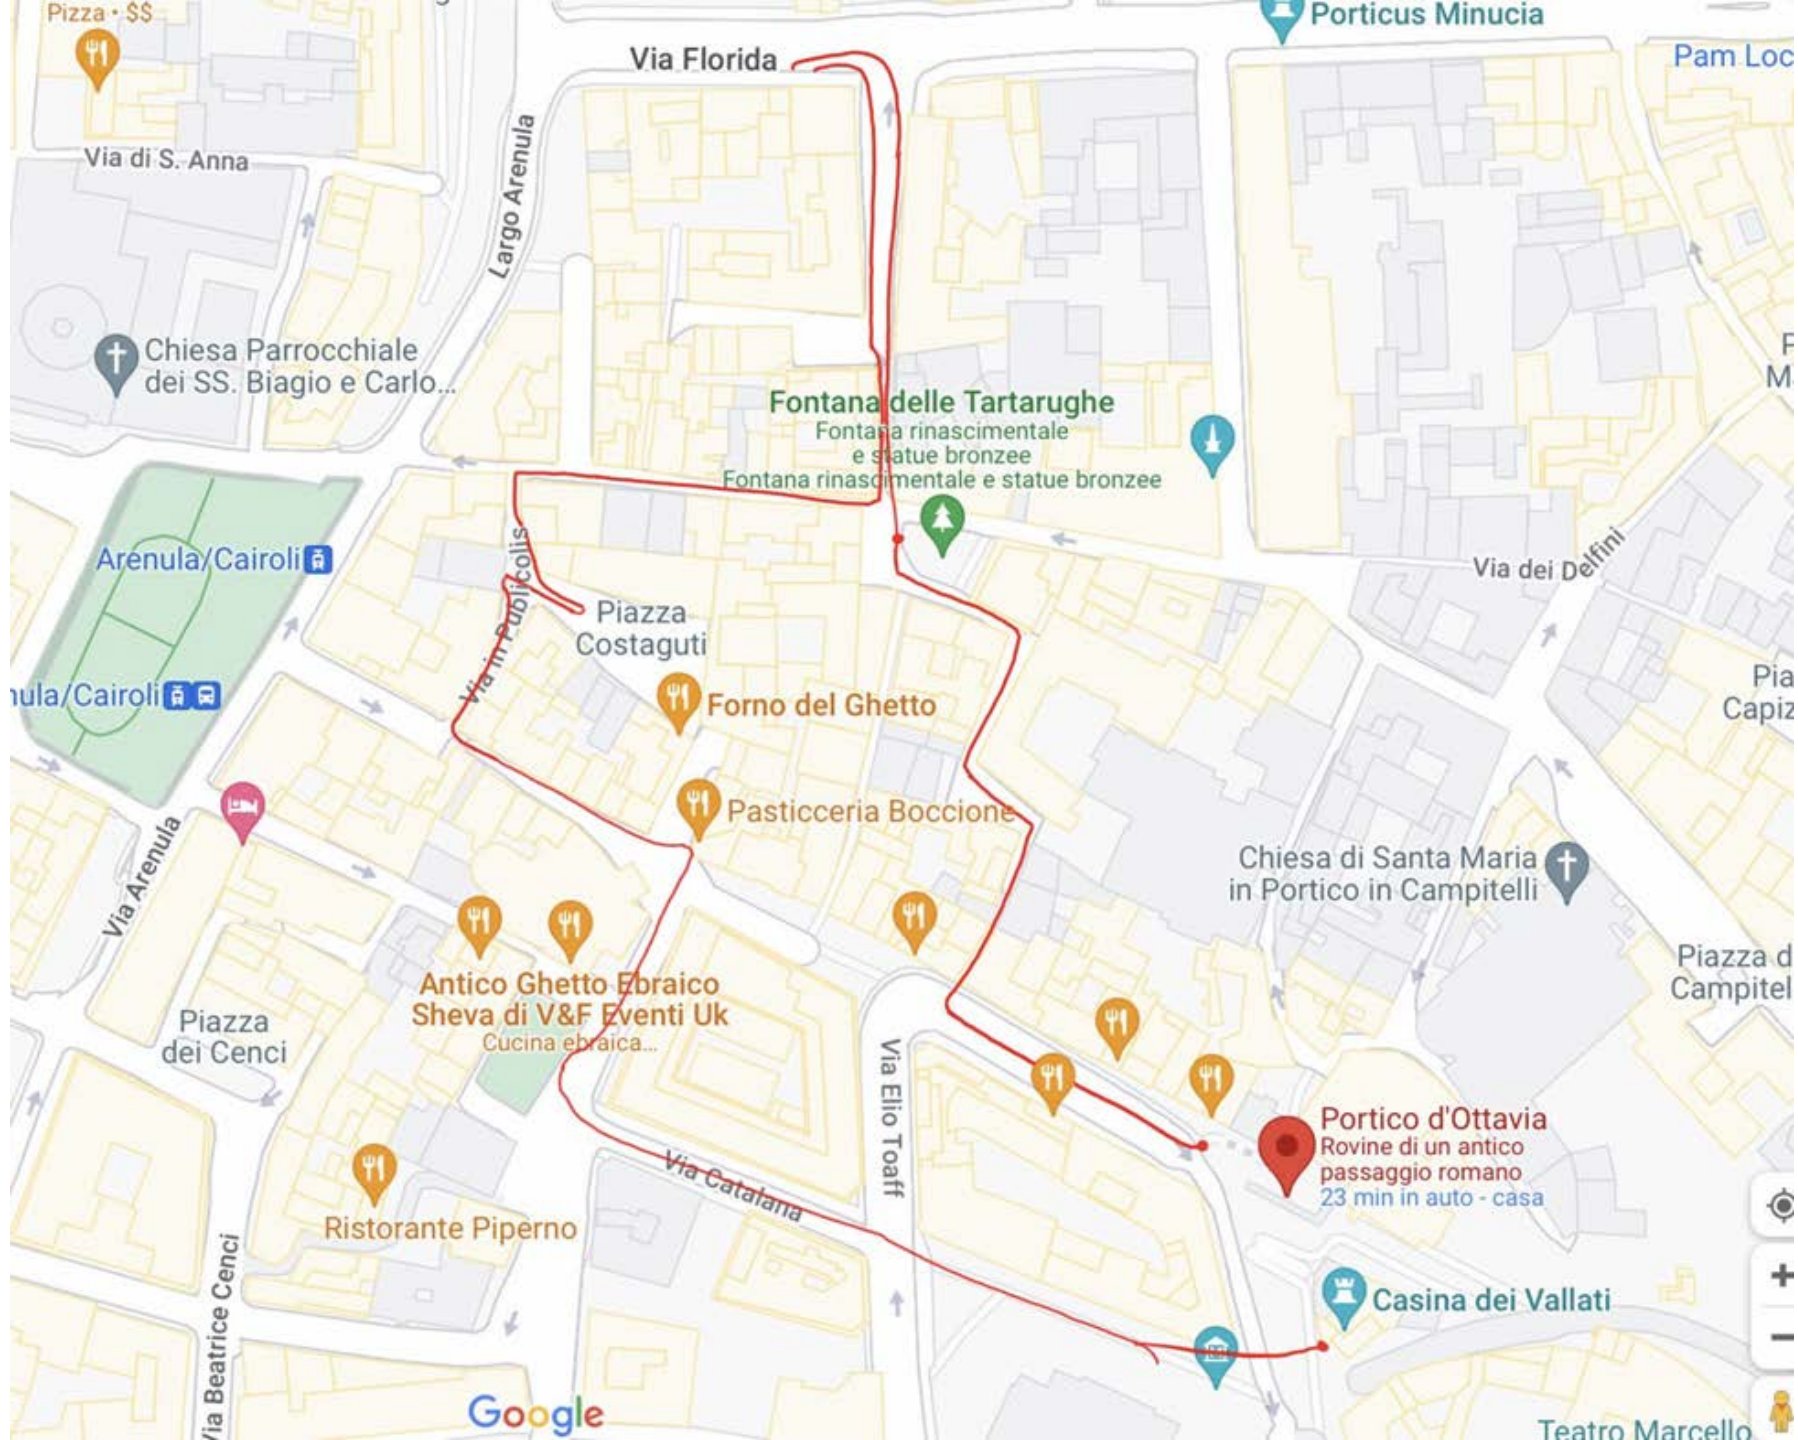 Pizza • $$
Porticus Minucia
Via Florida
Pam Loc
Via di S. Anna
Largo Arenula
Chiesa Parrocchiale
dei SS. Biagio e Carlo...
Fontana delle Tartarughe
Fontana rinascimentale
e statue bronzee
Fontana rinascimentale e statue bronzee
Arenula/Cairoli
Via in Publicolis
Via dei Delfini
Piazza
Costaguti
nula/Cairoli
Forno del Ghetto
Pia
Capiz
Pasticceria Boccione
Via Arenula
Chiesa di Santa Maria
in Portico in Campitelli
Antico Ghetto Ebraico
Sheva di V&F Eventi Uk
Cucina ebraica...
Piazza
dei Cenci
Piazza d
Campitel
Via Elio Toaff
Portico d'Ottavia
Rovine di un antico
passaggio romano
23 min in auto - casa
Via Catalana
Ristorante Piperno
Via Beatrice Cenci
Casina dei Vallati
Google
Teatro Marcello